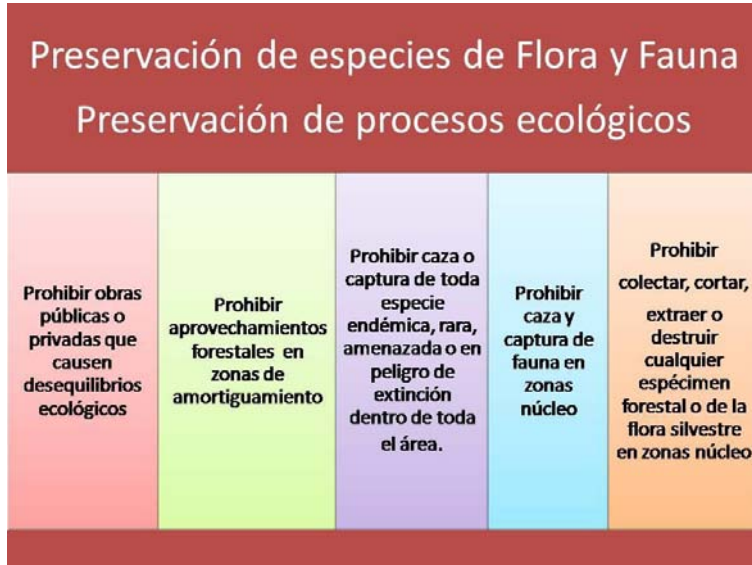 Preservación de especies de Flora y Fauna
Preservación de procesos ecológicos
Prohibir obras
públicas o
privadas que
causen
desequilibrios
ecológicos
Prohibir
aprovechamientos
forestales en
zonas de
amortiguamiento
Prohibir caza o
captura de toda
especie
endémica, rara,
amenazada o en
peligro de
extinción
dentro de toda
el área.
Prohibir
caza y
captura de
fauna en
zonas
núcleo
Prohibir
colectar, cortar,
extraer o
destruir
cualquier
espécimen
forestal o de la
flora silvestre
en zonas núcleo